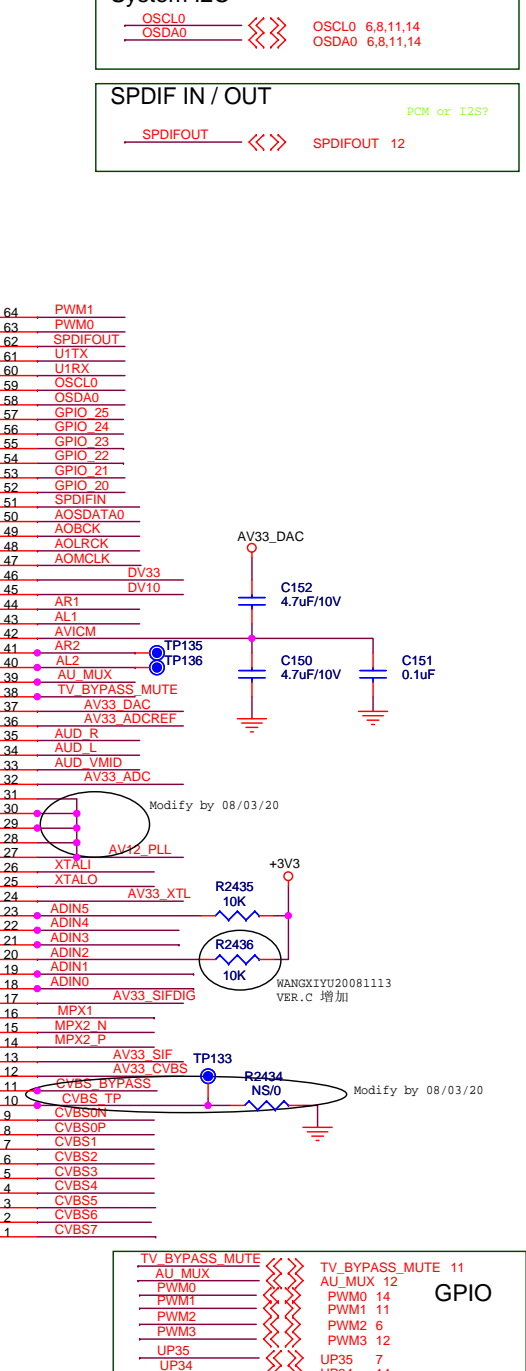 System I2C
OSCL0
OSDA0
OSCL0 6,8,11,14
OSDA0 6,8,11,14
SPDIF IN / OUT
PCM or I2S?
SPDIFOUT
SPDIFOUT 12
64 PWM1
63 PWM0
62 SPDIFOUT
61 U1TX
60 U1RX
59 OSCL0
58 OSDA0
57 GPIO_25
56 GPIO_24
55 GPIO_23
54 GPIO_22
53 GPIO_21
52 GPIO_20
51 SPDIFIN
50 AOSDATA0
49 AOBCK
48 AOLRCK
47 AOMCLK
46 DV33
45 DV10
44 AR1
43 AL1
42 AVICM
41 AR2
40 AL2
39 AU_MUX
38 TV_BYPASS_MUTE
37 AV33_DAC
36 AV33_ADCREF
35 AUD_R
34 AUD_L
33 AUD_VMID
32 AV33_ADC
31
30
29
28
27 AV12_PLL
26 XTALI
25 XTALO
24 AV33_XTL
23 ADIN5
22 ADIN4
21 ADIN3
20 ADIN2
19 ADIN1
18 ADIN0
17 AV33_SIFDIG
16 MPX1
15 MPX2_N
14 MPX2_P
13 AV33_SIF
12 AV33_CVBS
11 CVBS_BYPASS
10 CVBS_TP
9 CVBS0N
8 CVBS0P
7 CVBS1
6 CVBS2
5 CVBS3
4 CVBS4
3 CVBS5
2 CVBS6
1 CVBS7
AV33_DAC
C152
4.7uF/10V
TP135
TP136
C150
4.7uF/10V
C151
0.1uF
Modify by 08/03/20
+3V3
R2435
10K
R2436
10K
WANGXIYU20081113
VER.C 增加
TP133
R2434
NS/0
Modify by 08/03/20
TV_BYPASS_MUTE
AU_MUX
PWM0
PWM1
PWM2
PWM3
UP35
UP34
TV_BYPASS_MUTE 11
AU_MUX 12
PWM0 14
PWM1 11
PWM2 6
PWM3 12
UP35 7
GPIO